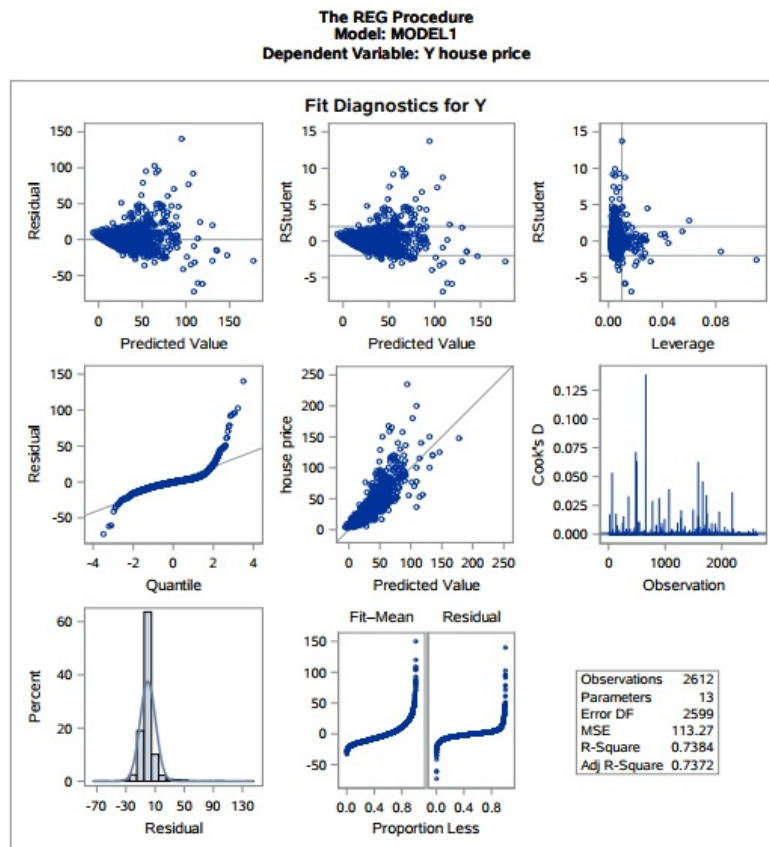 The REG Procedure
Model: MODEL1
Dependent Variable: Y house price
Fit Diagnostics for Y
150
100
50
0
-50
Residual
0 50 100 150
Predicted Value
15
10
5
0
-5
RStudent
0 50 100 150
Predicted Value
15
10
5
0
-5
RStudent
0.00 0.04 0.08
Leverage
150
100
50
0
-50
Residual
-4 -2 0 2 4
Quantile
250
200
150
100
50
0
house price
0 50 100 150 200 250
Predicted Value
0.125
0.100
0.075
0.050
0.025
0.000
Cook's D
0 1000 2000
Observation
60
40
20
0
Percent
-70 -30 10 50 90 130
Residual
Fit–Mean Residual
150
100
50
0
-50
0.0 0.4 0.8 0.0 0.4 0.8
Proportion Less
Observations 2612
Parameters 13
Error DF 2599
MSE 113.27
R-Square 0.7384
Adj R-Square 0.7372